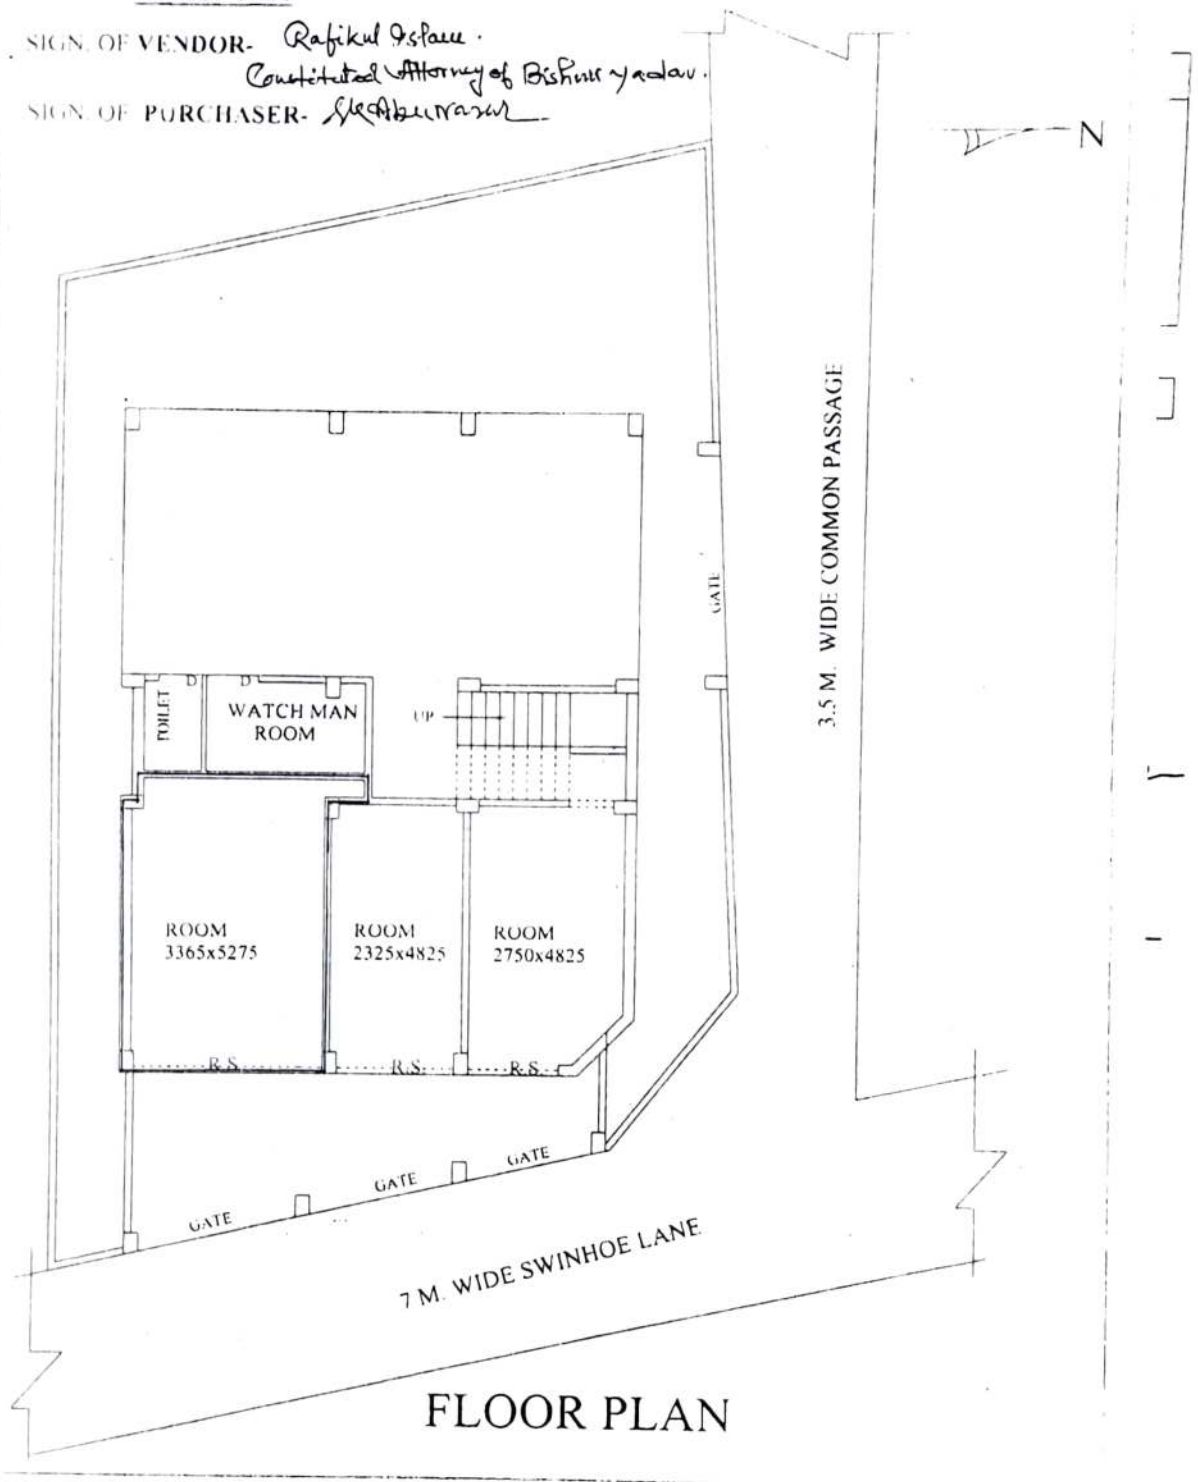 SIGN. OF VENDOR- Rafikul Islam.
Constituted Attorney of Bishnu Yadav.
SIGN. OF PURCHASER-
N
3.5 M. WIDE COMMON PASSAGE
GATE
TOILET
D
D
WATCH MAN
ROOM
UP
ROOM
3365x5275
ROOM
2325x4825
ROOM
2750x4825
R.S.
R.S.
R.S.
GATE
GATE
GATE
7 M. WIDE SWINHOE LANE
FLOOR PLAN